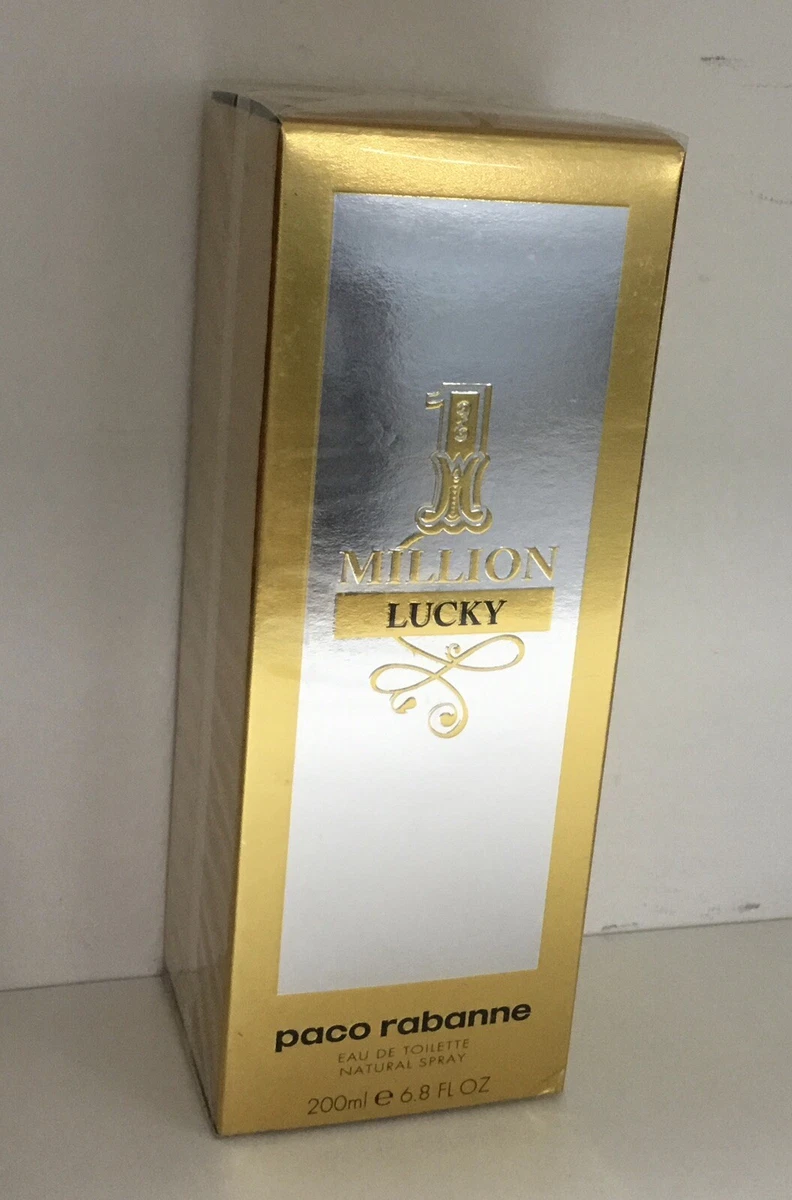 1
MILLION
LUCKY
paco rabanne
EAU DE TOILETTE
NATURAL SPRAY
200ml e 6.8 FL OZ